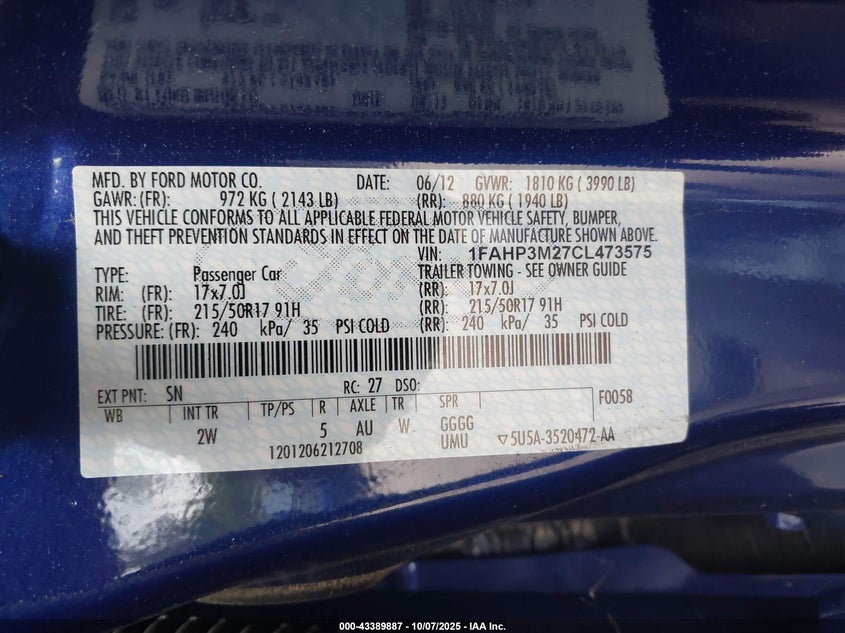 MFD. BY FORD MOTOR CO. DATE: 06/12 GVWR: 1810 KG ( 3990 LB)
GAWR: (FR): 972 KG ( 2143 LB) (RR): 880 KG ( 1940 LB)
THIS VEHICLE CONFORMS TO ALL APPLICABLE FEDERAL MOTOR VEHICLE SAFETY, BUMPER,
AND THEFT PREVENTION STANDARDS IN EFFECT ON THE DATE OF MANUFACTURE SHOWN ABOVE.
VIN: 1FAHP3M27CL473575
TYPE: Passenger Car TRAILER TOWING - SEE OWNER GUIDE
RIM: (FR): 17x7.0J (RR): 17x7.0J
TIRE: (FR): 215/50R17 91H (RR): 215/50R17 91H
PRESSURE: (FR): 240 kPa/ 35 PSI COLD (RR): 240 kPa/ 35 PSI COLD
EXT PNT: SN RC: 27 DSO: F0058
WB INT TR TP/PS R AXLE TR SPR
2W 5 AU W GGGG
1201206212708 UMU ▽5U5A-3520472-AA
000-43389887 - 10/07/2025 - IAA Inc.